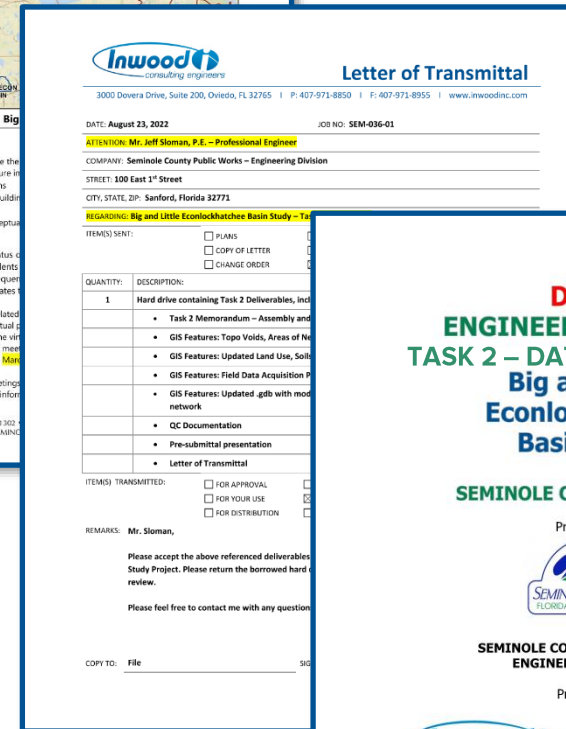 Big
e the
ure in
ns
tus o
dents
quen
ates t
lated
tual p
e virt
meet
Marc
etings
inform
1302 •
EMINO
Inwood
consulting engineers
Letter of Transmittal
3000 Dovera Drive, Suite 200, Oviedo, FL 32765 I P: 407-971-8850 I F: 407-971-8955 I www.inwoodinc.com
DATE: August 23, 2022 JOB NO: SEM-036-01
ATTENTION: Mr. Jeff Sloman, P.E. – Professional Engineer
COMPANY: Seminole County Public Works – Engineering Division
STREET: 100 East 1st Street
CITY, STATE, ZIP: Sanford, Florida 32771
REGARDING: Big and Little Econlockhatchee Basin Study –
ITEM(S) SENT: PLANS
COPY OF LETTER
CHANGE ORDER
QUANTITY: DESCRIPTION:
1 Hard drive containing Task 2 Deliverables, incl
• Task 2 Memorandum – Assembly and
• GIS Features: Topo Voids, Areas of Ne
• GIS Features: Updated Land Use, Soils
• GIS Features: Field Data Acquisition P
• GIS Features: Updated .gdb with mod
network
• QC Documentation
• Pre-submittal presentation
• Letter of Transmittal
ITEM(S) TRANSMITTED: FOR APPROVAL
FOR YOUR USE
FOR DISTRIBUTION
REMARKS: Mr. Sloman,
Please accept the above referenced deliverables
Study Project. Please return the borrowed hard
review.
Please feel free to contact me with any question
COPY TO: File SIG
D
ENGINEE
TASK 2 – DA
Big a
Econlo
Basi
SEMINOLE C
Pr
SEMIN
FLORID
SEMINOLE CO
ENGINE
Pr